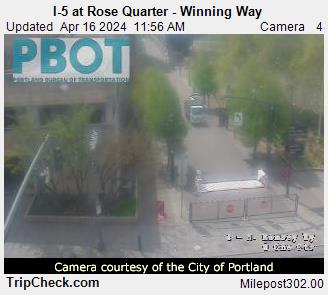 I-5 at Rose Quarter - Winning Way
Updated Apr 16 2024 11:56 AM Camera 4
PBOT
PORTLAND BUREAU OF TRANSPORTATION
Camera courtesy of the City of Portland
TripCheck.com Milepost302.00